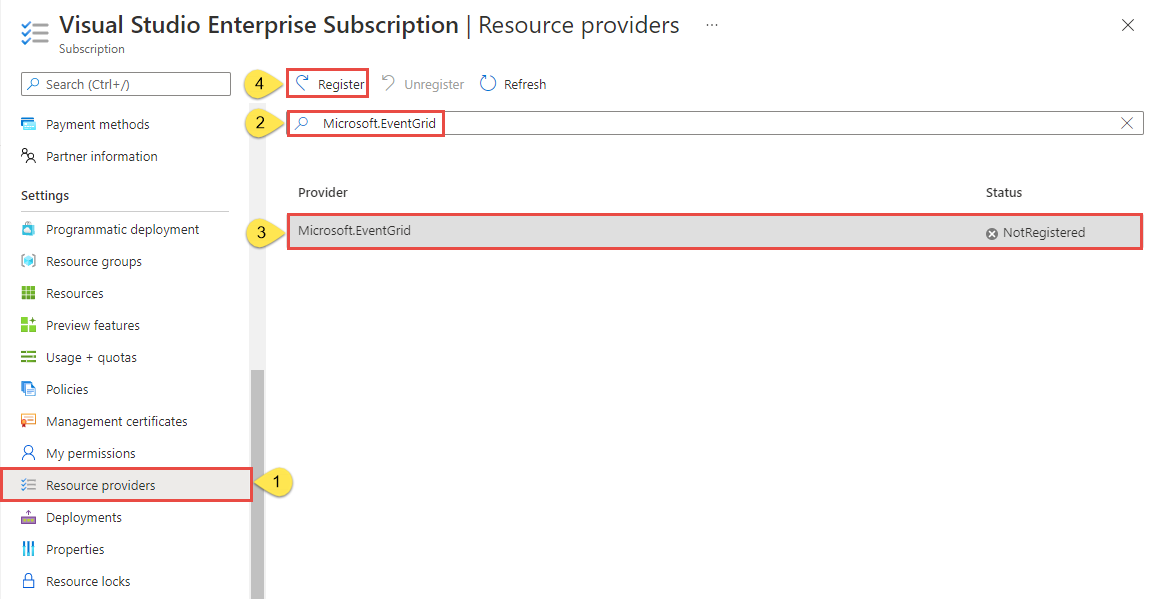 Visual Studio Enterprise Subscription | Resource providers ...
Subscription
Search (Ctrl+/)
Payment methods
Partner information
Settings
Programmatic deployment
Resource groups
Resources
Preview features
Usage + quotas
Policies
Management certificates
My permissions
Resource providers
1
Deployments
Properties
Resource locks
4 Register Unregister Refresh
2 Microsoft.EventGrid
Provider Status
3 Microsoft.EventGrid NotRegistered